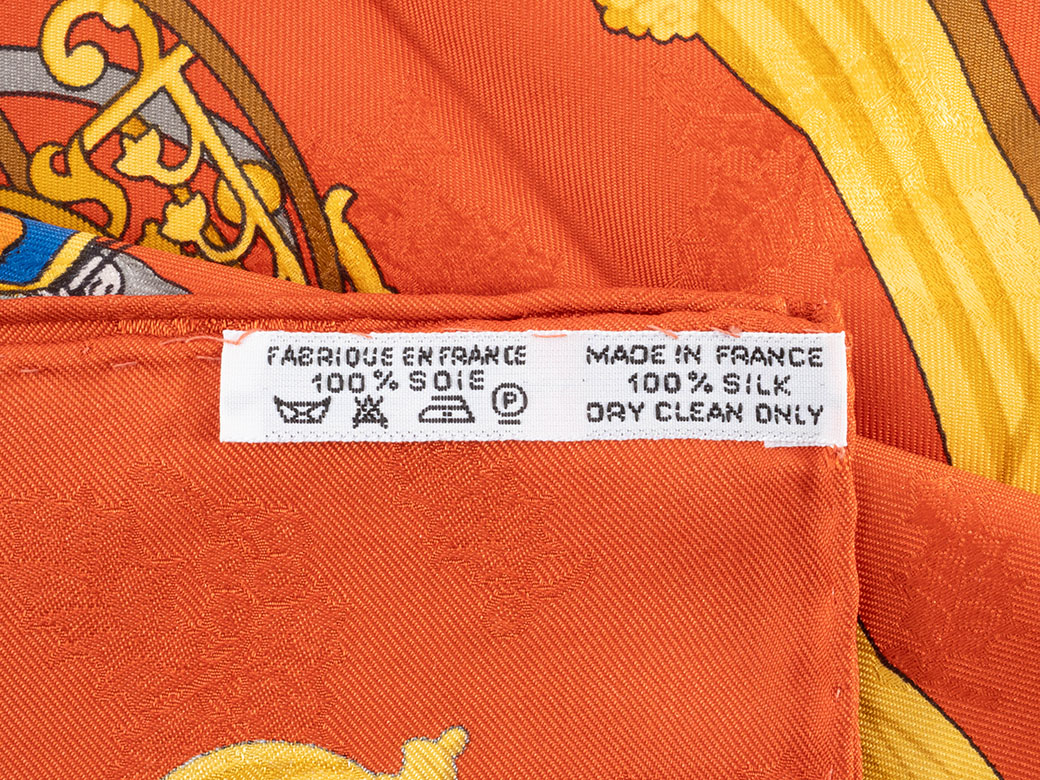 FABRIQUE EN FRANCE
100% SOIE
P
MADE IN FRANCE
100% SILK
DRY CLEAN ONLY